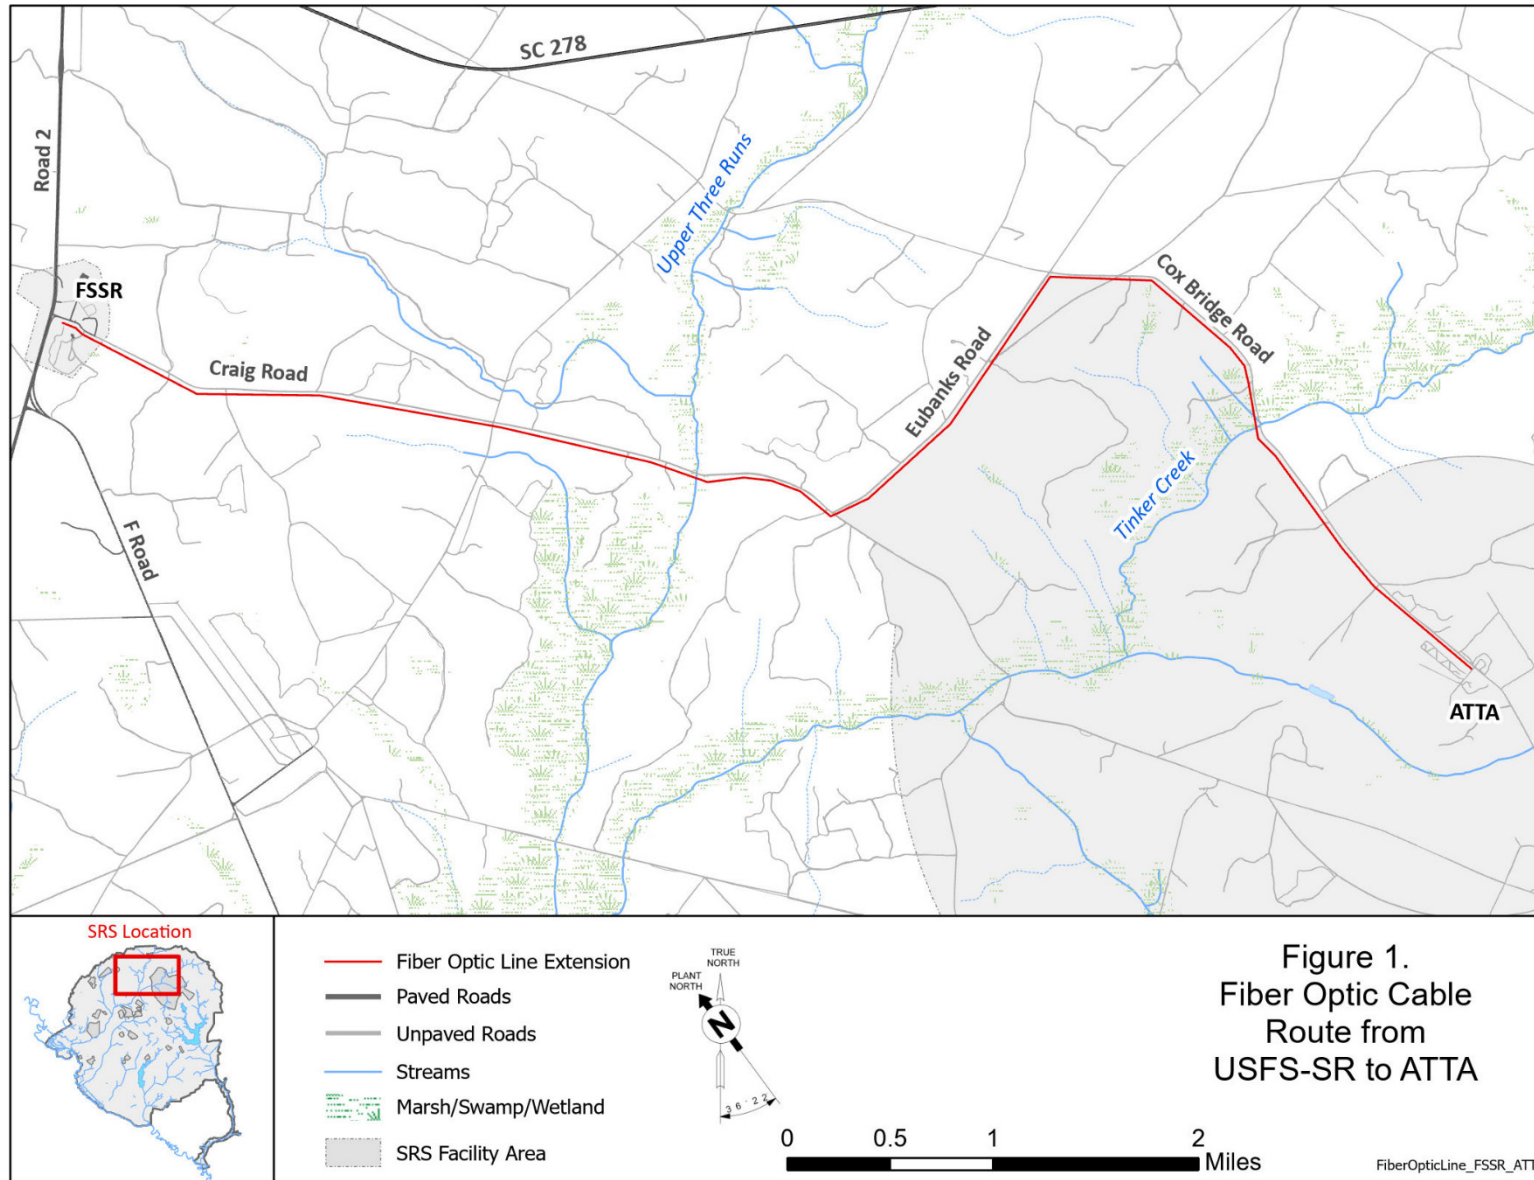 SC 278
Road 2
Upper Three Runs
FSSR
Cox Bridge Road
Craig Road
Eubanks Road
Tinker Creek
F Road
ATTA
SRS Location
Fiber Optic Line Extension
Paved Roads
Unpaved Roads
Streams
Marsh/Swamp/Wetland
SRS Facility Area
TRUE
NORTH
PLANT
NORTH
N
36°22'
0
0.5
1
2
Miles
Figure 1.
Fiber Optic Cable
Route from
USFS-SR to ATTA
FiberOpticLine_FSSR_ATT